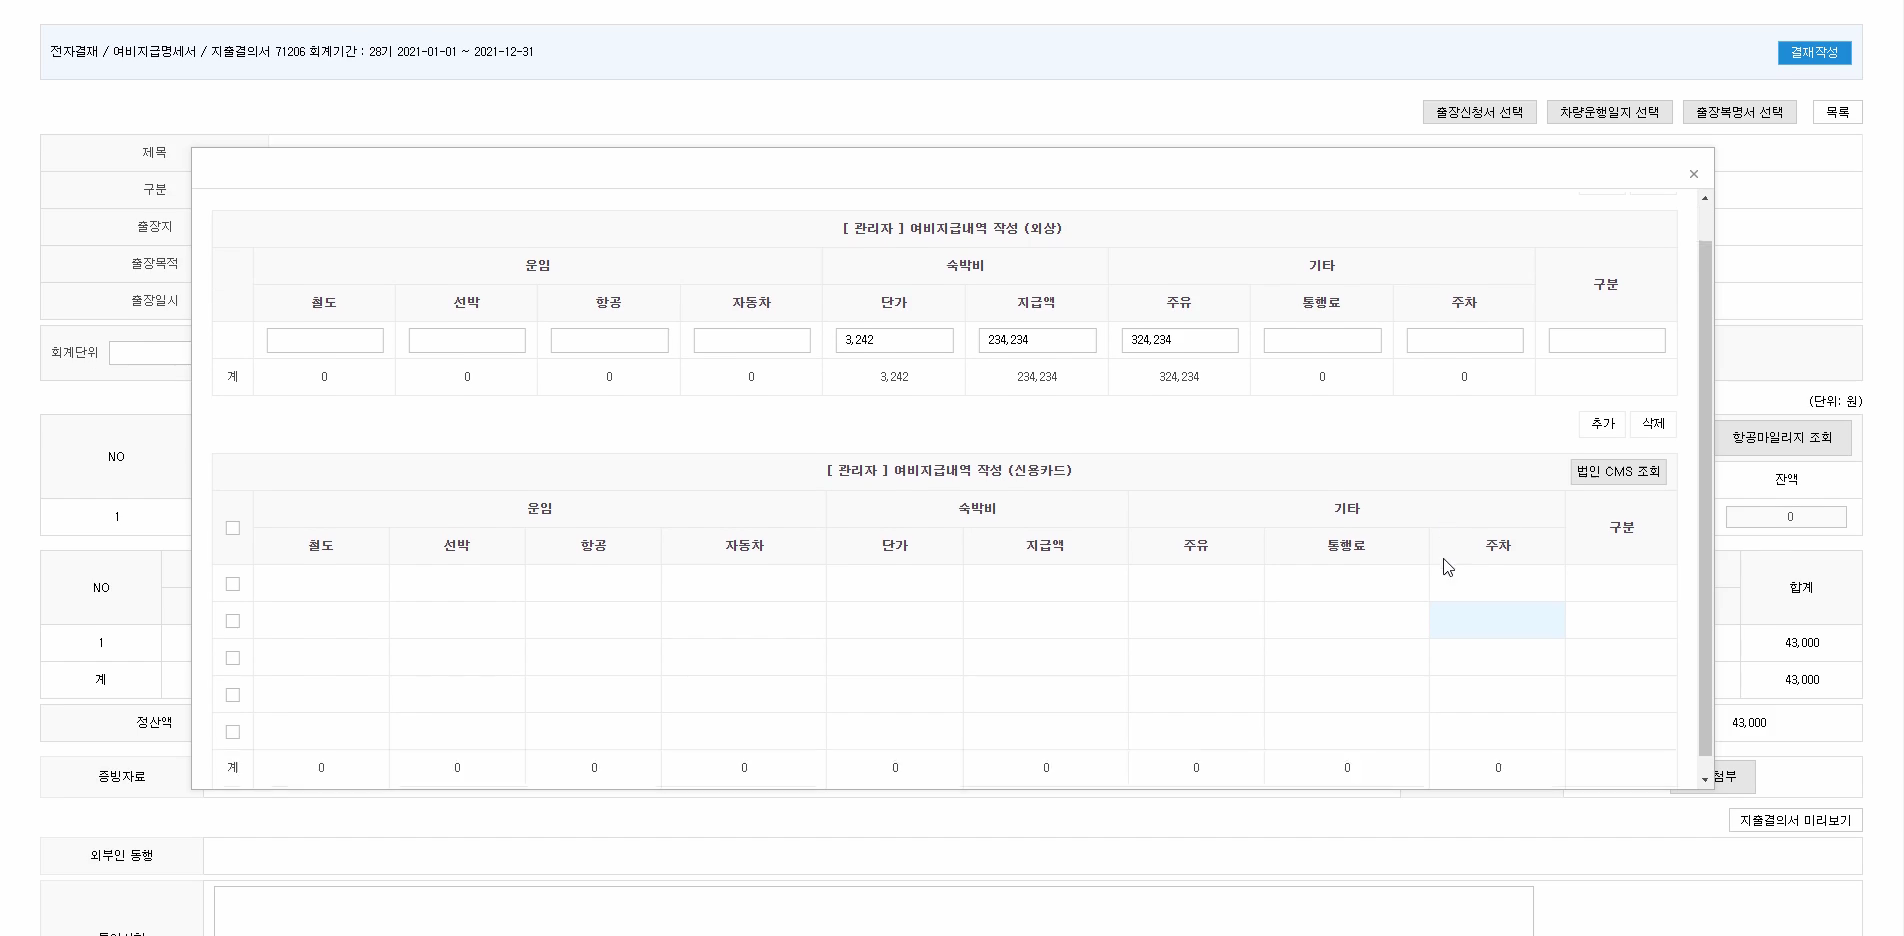 전자결재 / 여비지급명세서 / 지출결의서 71206 회계기간 : 28기 2021-01-01 ~ 2021-12-31
결재작성
출장신청서 선택
차량운행일지 선택
출장복명서 선택
목록
제목
구분
출장지
출장목적
출장일시
회계단위
×
[ 관리자 ] 여비지급내역 작성 (외상)
운임 숙박비 기타 구분
철도 선박 항공 자동차 단가 지급액 주유 통행료 주차
3,242 234,234 324,234
계 0 0 0 0 3,242 234,234 324,234 0 0
추가 삭제
(단위: 원)
NO
항공마일리지 조회
잔액
1
0
[ 관리자 ] 여비지급내역 작성 (신용카드)
법인 CMS 조회
운임 숙박비 기타 구분
철도 선박 항공 자동차 단가 지급액 주유 통행료 주차
계 0 0 0 0 0 0 0 0 0
NO
합계
1
43,000
계
43,000
정산액
43,000
증빙자료
첨부
지출결의서 미리보기
외부인 동행